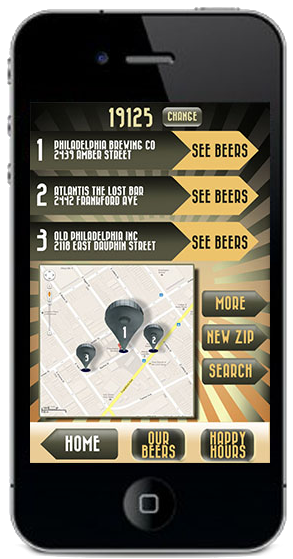 19125 CHANGE
1 PHILADELPHIA BREWING CO
2439 AMBER STREET
SEE BEERS
2 ATLANTIS THE LOST BAR
2442 FRANKFORD AVE
SEE BEERS
3 OLD PHILADELPHIA INC
2118 EAST DAUPHIN STREET
SEE BEERS
1
2
3
MORE
NEW ZIP
SEARCH
HOME
OUR
BEERS
HAPPY
HOURS